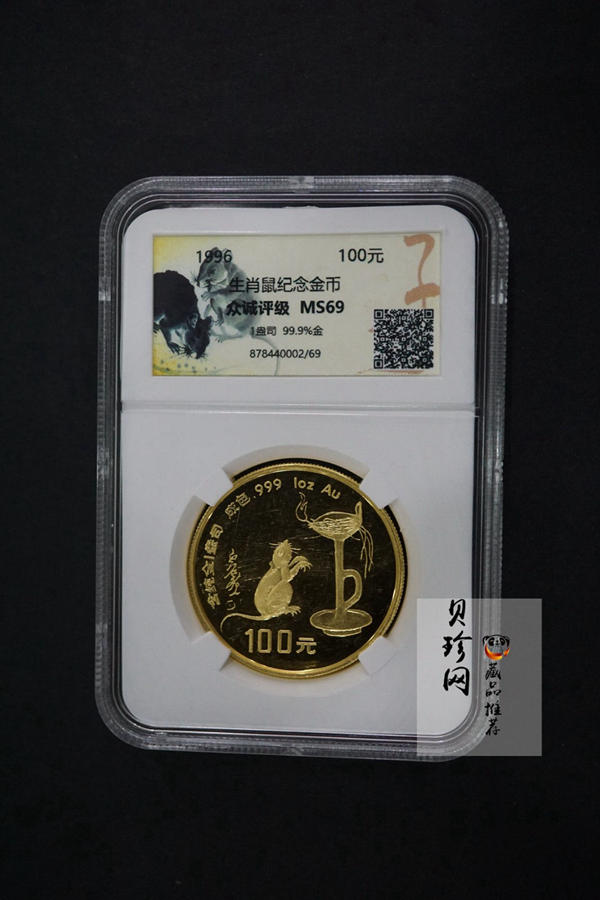 1996 100元
生肖鼠纪念金币
众诚评级 MS69
1盎司 99.9%金
878440002/69
子
含纯金1盎司 成色.999 1oz Au
100元
贝珍网
藏品推荐